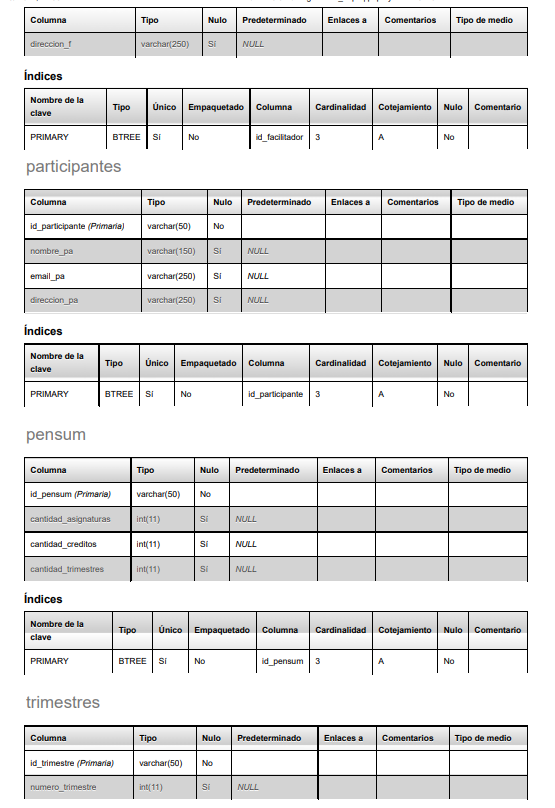 Columna Tipo Nulo Predeterminado Enlaces a Comentarios Tipo de medio
direccion_f varchar(250) Sí NULL
Índices
Nombre de la clave Tipo Único Empaquetado Columna Cardinalidad Cotejamiento Nulo Comentario
PRIMARY BTREE Sí No id_facilitador 3 A No
participantes
Columna Tipo Nulo Predeterminado Enlaces a Comentarios Tipo de medio
id_participante (Primaria) varchar(50) No
nombre_pa varchar(150) Sí NULL
email_pa varchar(250) Sí NULL
direccion_pa varchar(250) Sí NULL
Índices
Nombre de la clave Tipo Único Empaquetado Columna Cardinalidad Cotejamiento Nulo Comentario
PRIMARY BTREE Sí No id_participante 3 A No
pensum
Columna Tipo Nulo Predeterminado Enlaces a Comentarios Tipo de medio
id_pensum (Primaria) varchar(50) No
cantidad_asignaturas int(11) Sí NULL
cantidad_creditos int(11) Sí NULL
cantidad_trimestres int(11) Sí NULL
Índices
Nombre de la clave Tipo Único Empaquetado Columna Cardinalidad Cotejamiento Nulo Comentario
PRIMARY BTREE Sí No id_pensum 3 A No
trimestres
Columna Tipo Nulo Predeterminado Enlaces a Comentarios Tipo de medio
id_trimestre (Primaria) varchar(50) No
numero_trimestre int(11) Sí NULL